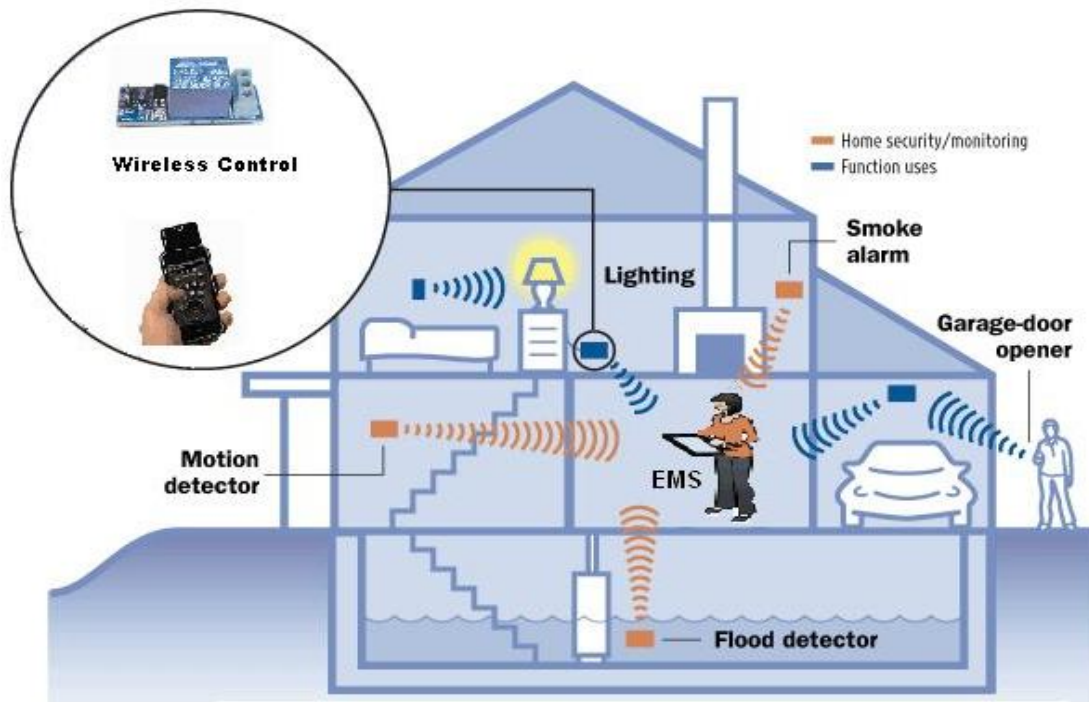 Wireless Control
Home security/monitoring
Function uses
Smoke
alarm
Lighting
Garage-door
opener
Motion
detector
EMS
Flood detector